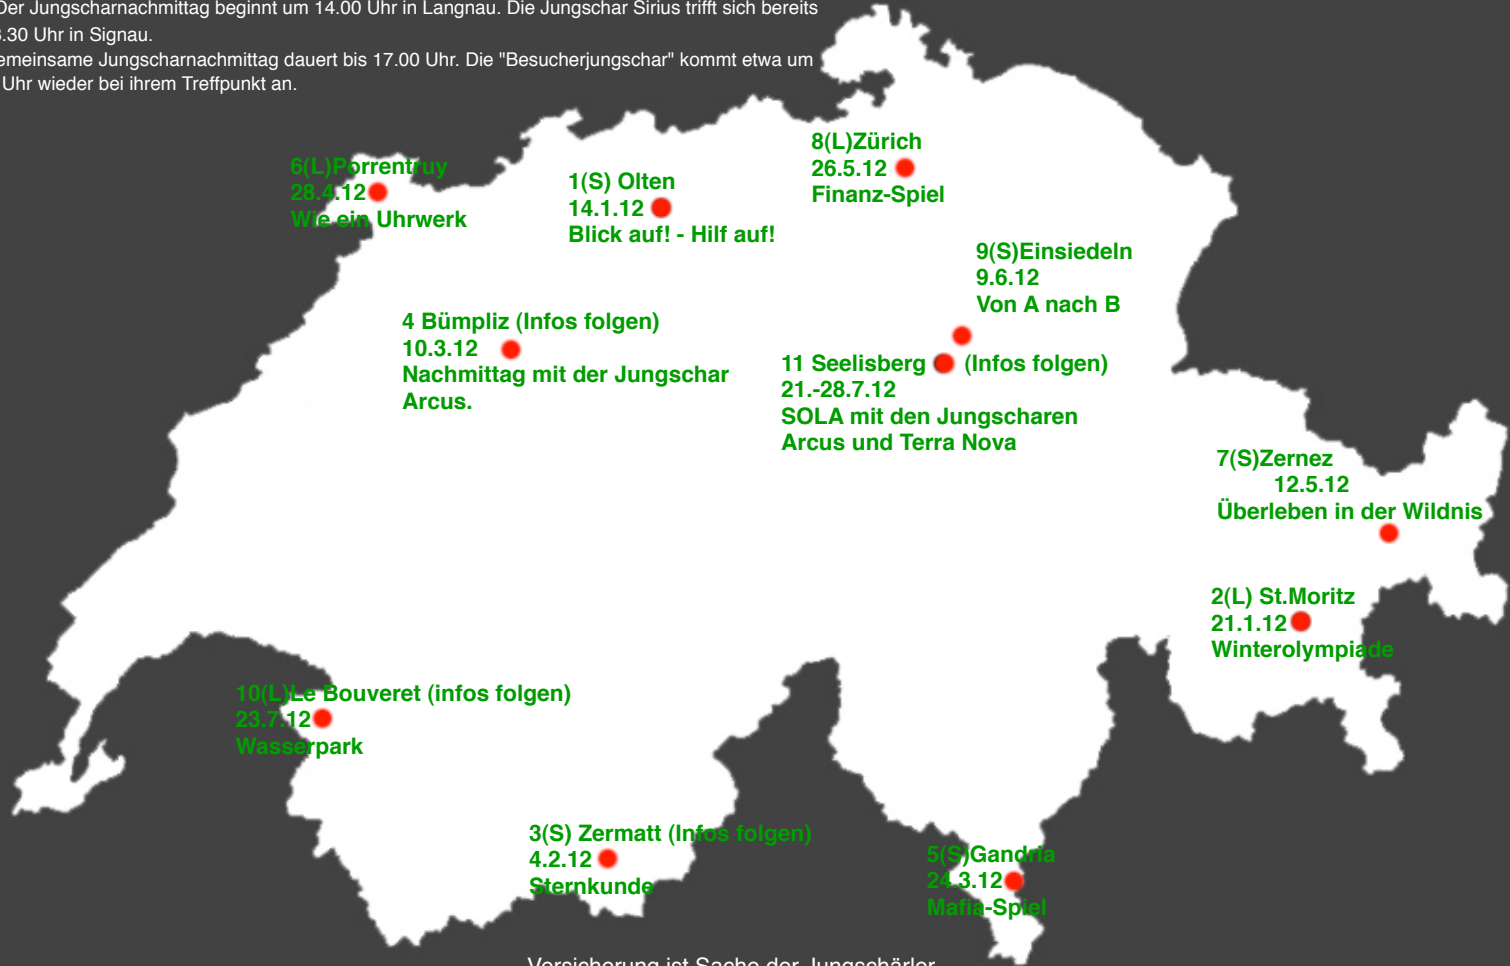 Der Jungscharnachmittag beginnt um 14.00 Uhr in Langnau. Die Jungschar Sirius trifft sich bereits
.30 Uhr in Signau.
emeinsame Jungscharnachmittag dauert bis 17.00 Uhr. Die "Besucherjungschar" kommt etwa um
Uhr wieder bei ihrem Treffpunkt an.
8(L)Zürich
26.5.12
Finanz-Spiel
6(L)Porrentruy
28.4.12
Wie ein Uhrwerk
1(S) Olten
14.1.12
Blick auf! - Hilf auf!
9(S)Einsiedeln
9.6.12
Von A nach B
4 Bümpliz (Infos folgen)
10.3.12
Nachmittag mit der Jungschar
Arcus.
11 Seelisberg (Infos folgen)
21.-28.7.12
SOLA mit den Jungscharen
Arcus und Terra Nova
7(S)Zernez
12.5.12
Überleben in der Wildnis
2(L) St.Moritz
21.1.12
Winterolympiade
10(L)Le Bouveret (infos folgen)
23.7.12
Wasserpark
3(S) Zermatt (Infos folgen)
4.2.12
Sternkunde
5(S)Gandria
24.3.12
Mafia-Spiel
Versicherung ist Sache der Jungschärler